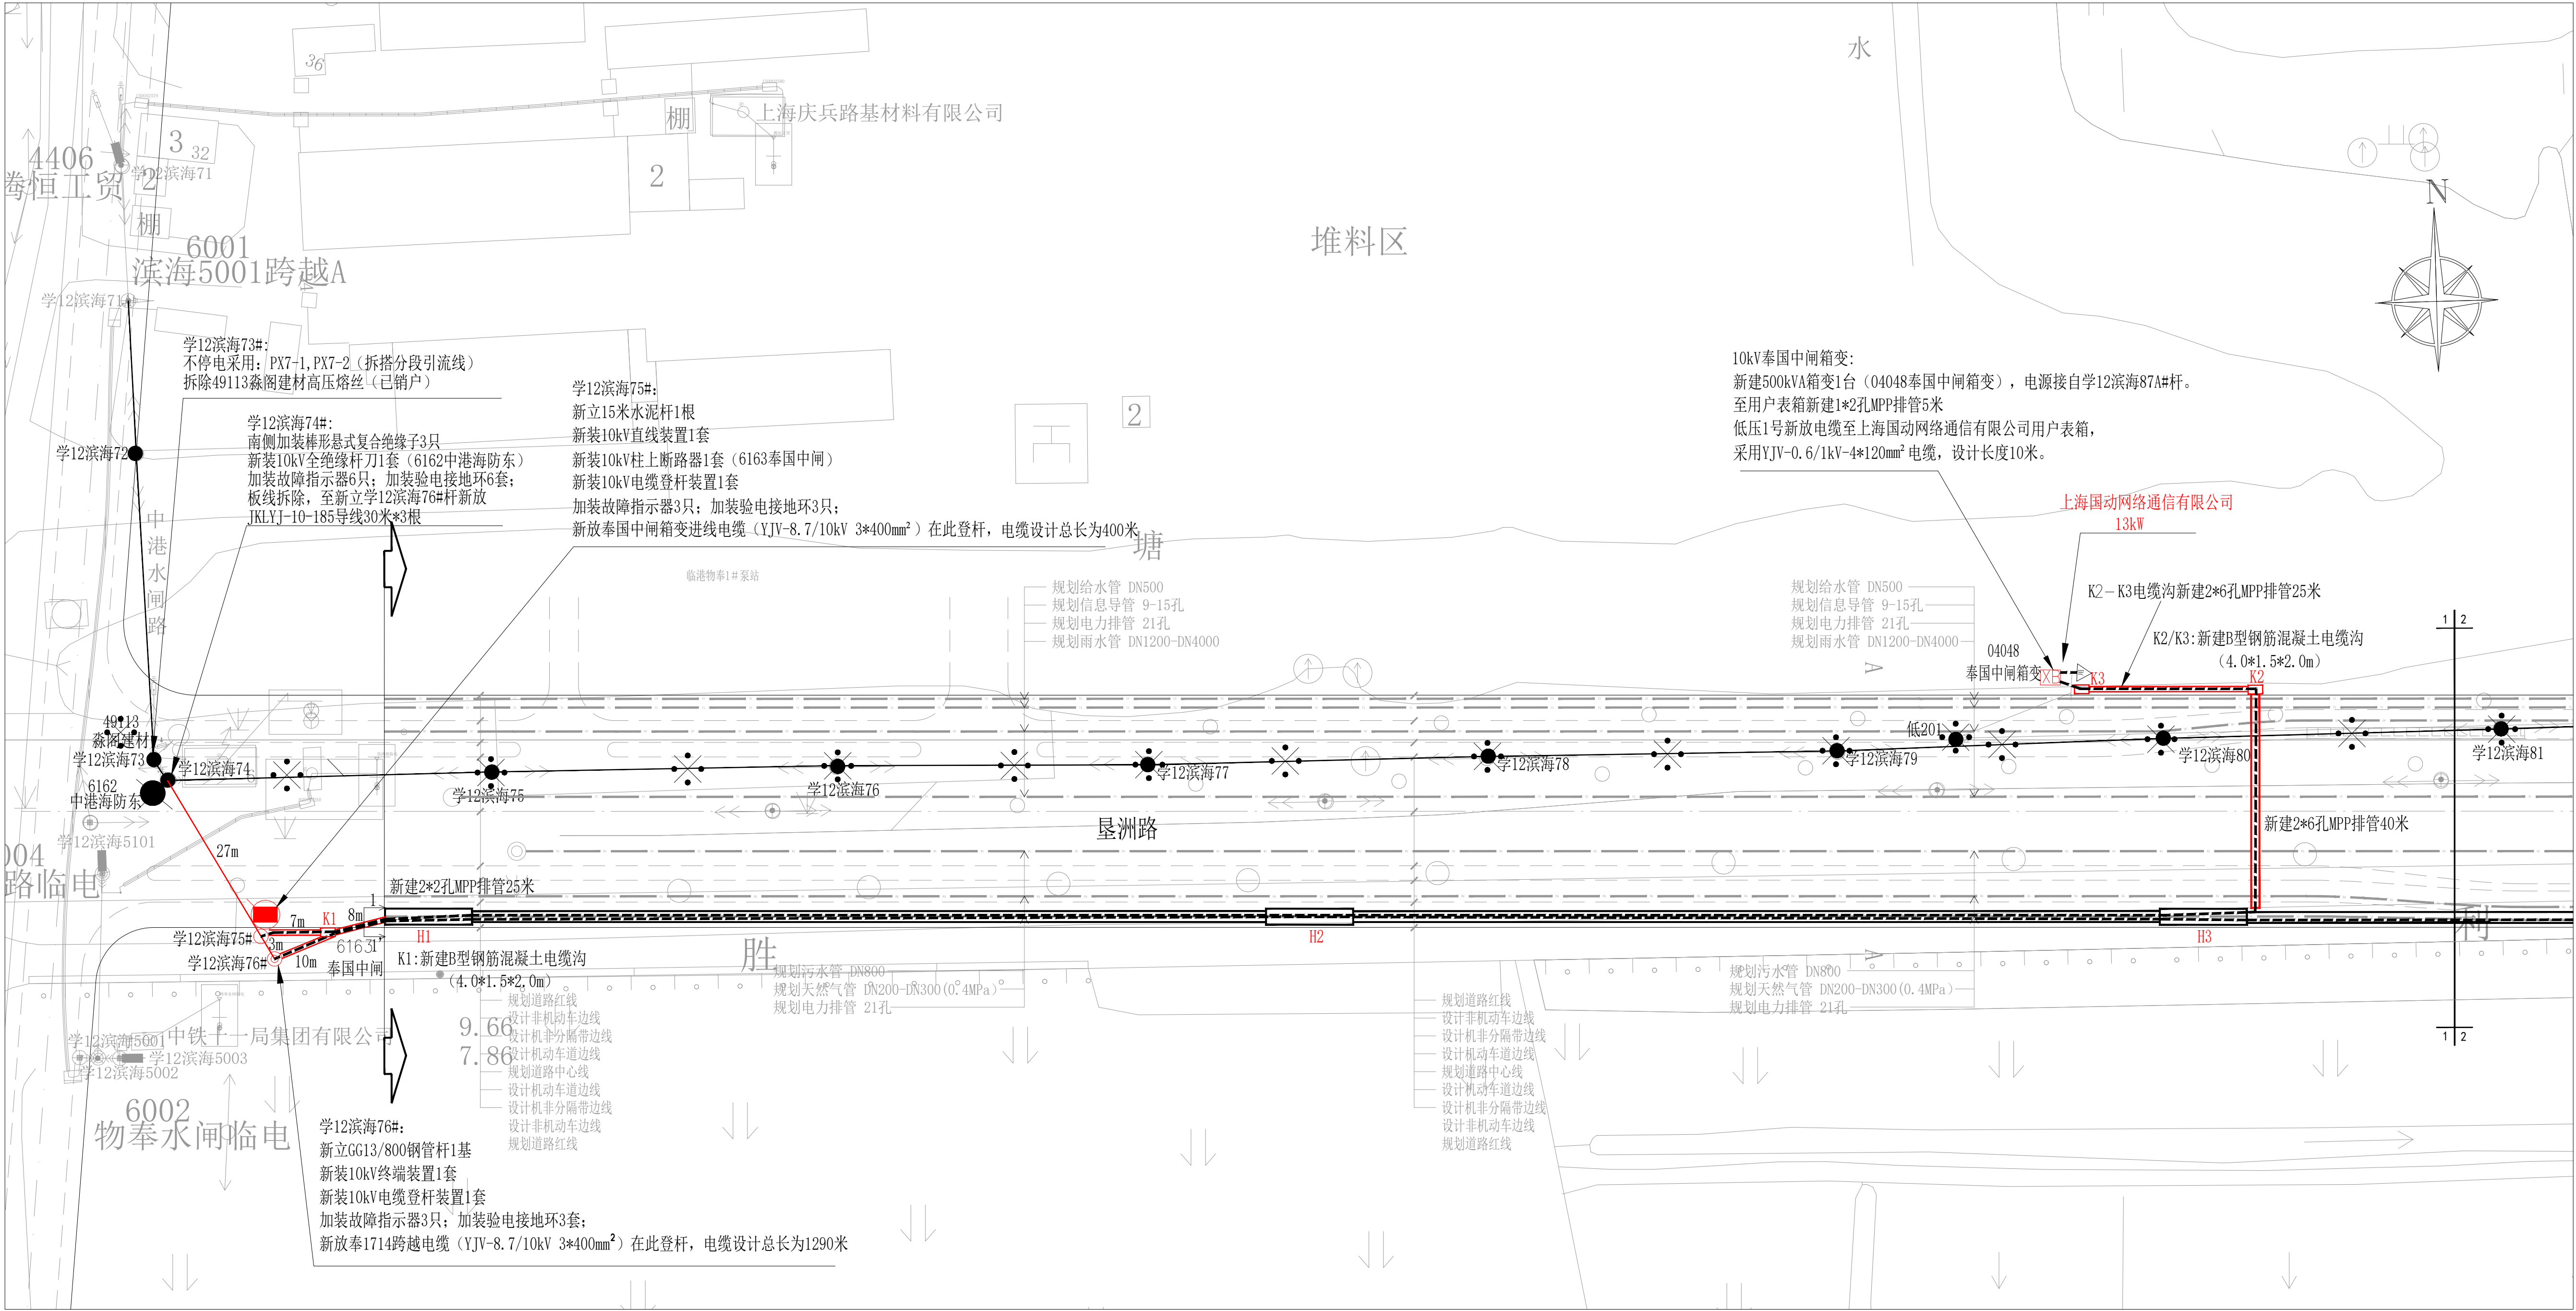 水
36
上海庆兵路基材料有限公司
棚
3
32
4406
骛恒工贸
学12滨海71
2
2
棚
N
堆料区
6001
滨海5001跨越A
学12滨海71
学12滨海73#:
不停电采用: PX7-1,PX7-2（拆搭分段引流线）
拆除49113淼阁建材高压熔丝（已销户）
10kV奉国中闸箱变:
新建500kVA箱变1台（04048奉国中闸箱变）, 电源接自学12滨海87A#杆。
至用户表箱新建1*2孔MPP排管5米
低压1号新放电缆至上海国动网络通信有限公司用户表箱,
采用YJV-0.6/1kV-4*120mm²电缆, 设计长度10米。
学12滨海75#:
新立15米水泥杆1根
新装10kV直线装置1套
新装10kV柱上断路器1套（6163奉国中闸）
新装10kV电缆登杆装置1套
加装故障指示器3只; 加装验电接地环3只;
新放奉国中闸箱变进线电缆（YJV-8.7/10kV 3*400mm²）在此登杆, 电缆设计总长为400米
2
学12滨海74#:
南侧加装棒形悬式复合绝缘子3只
新装10kV全绝缘杆刀1套（6162中港海防东）
加装故障指示器6只; 加装验电接地环6套;
板线拆除, 至新立学12滨海76#杆新放
JKLYJ-10-185导线30米*3根
学12滨海72
中港水闸路
上海国动网络通信有限公司
13kW
塘
临港物奉1#泵站
规划给水管 DN500
规划信息导管 9-15孔
规划电力排管 21孔
规划雨水管 DN1200-DN4000
规划给水管 DN500
规划信息导管 9-15孔
规划电力排管 21孔
规划雨水管 DN1200-DN4000
K2-K3电缆沟新建2*6孔MPP排管25米
K2/K3:新建B型钢筋混凝土电缆沟
（4.0*1.5*2.0m）
1 2
04048
奉国中闸箱变
K3
K2
A
49113
淼阁建材
学12滨海73
学12滨海74
6162
中港海防东
学12滨海75
学12滨海76
学12滨海77
学12滨海78
学12滨海79
低201
学12滨海80
学12滨海81
学12滨海5101
垦洲路
新建2*6孔MPP排管40米
004
路临电
27m
新建2*2孔MPP排管25米
7m
K1
8m
1
1'
H1
H2
H3
学12滨海75#
3m
6163
学12滨海76#
10m
奉国中闸
K1:新建B型钢筋混凝土电缆沟
（4.0*1.5*2.0m）
胜
利
A
规划污水管 DN800
规划天然气管 DN200-DN300(0.4MPa)
规划电力排管 21孔
规划污水管 DN800
规划天然气管 DN200-DN300(0.4MPa)
规划电力排管 21孔
1 2
规划道路红线
设计非机动车边线
设计机非分隔带边线
设计机动车道边线
规划道路中心线
设计机动车道边线
设计机非分隔带边线
设计非机动车边线
规划道路红线
规划道路红线
设计非机动车边线
设计机非分隔带边线
设计机动车道边线
规划道路中心线
设计机动车道边线
设计机非分隔带边线
设计非机动车边线
规划道路红线
9.66
7.86
中铁十一局集团有限公司
学12滨海5001
学12滨海5003
学12滨海5002
6002
物奉水闸临电
学12滨海76#:
新立GG13/800钢管杆1基
新装10kV终端装置1套
新装10kV电缆登杆装置1套
加装故障指示器3只; 加装验电接地环3套;
新放奉1714跨越电缆（YJV-8.7/10kV 3*400mm²）在此登杆, 电缆设计总长为1290米